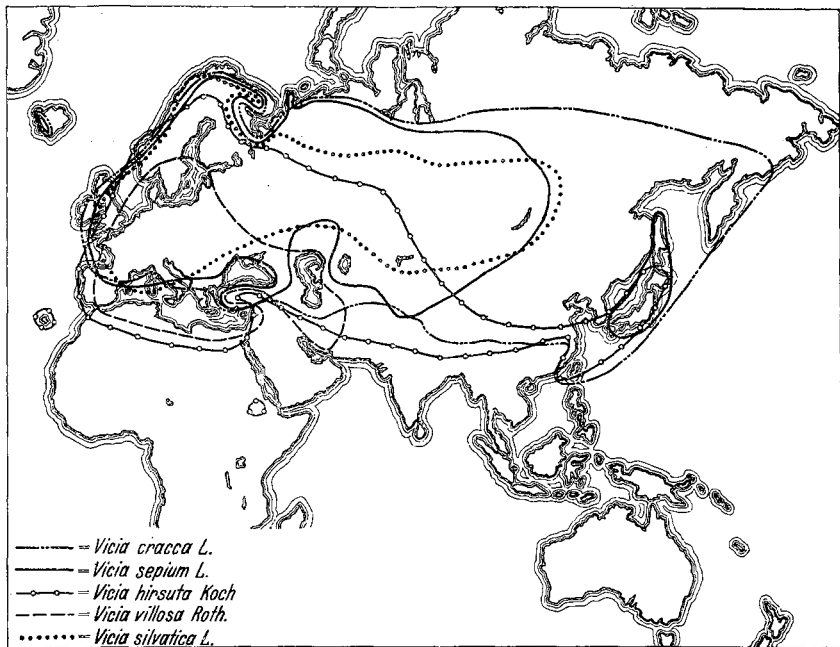 = Vicia cracca L.
= Vicia sepium L.
= Vicia hirsuta Koch
= Vicia villosa Roth.
= Vicia silvatica L.